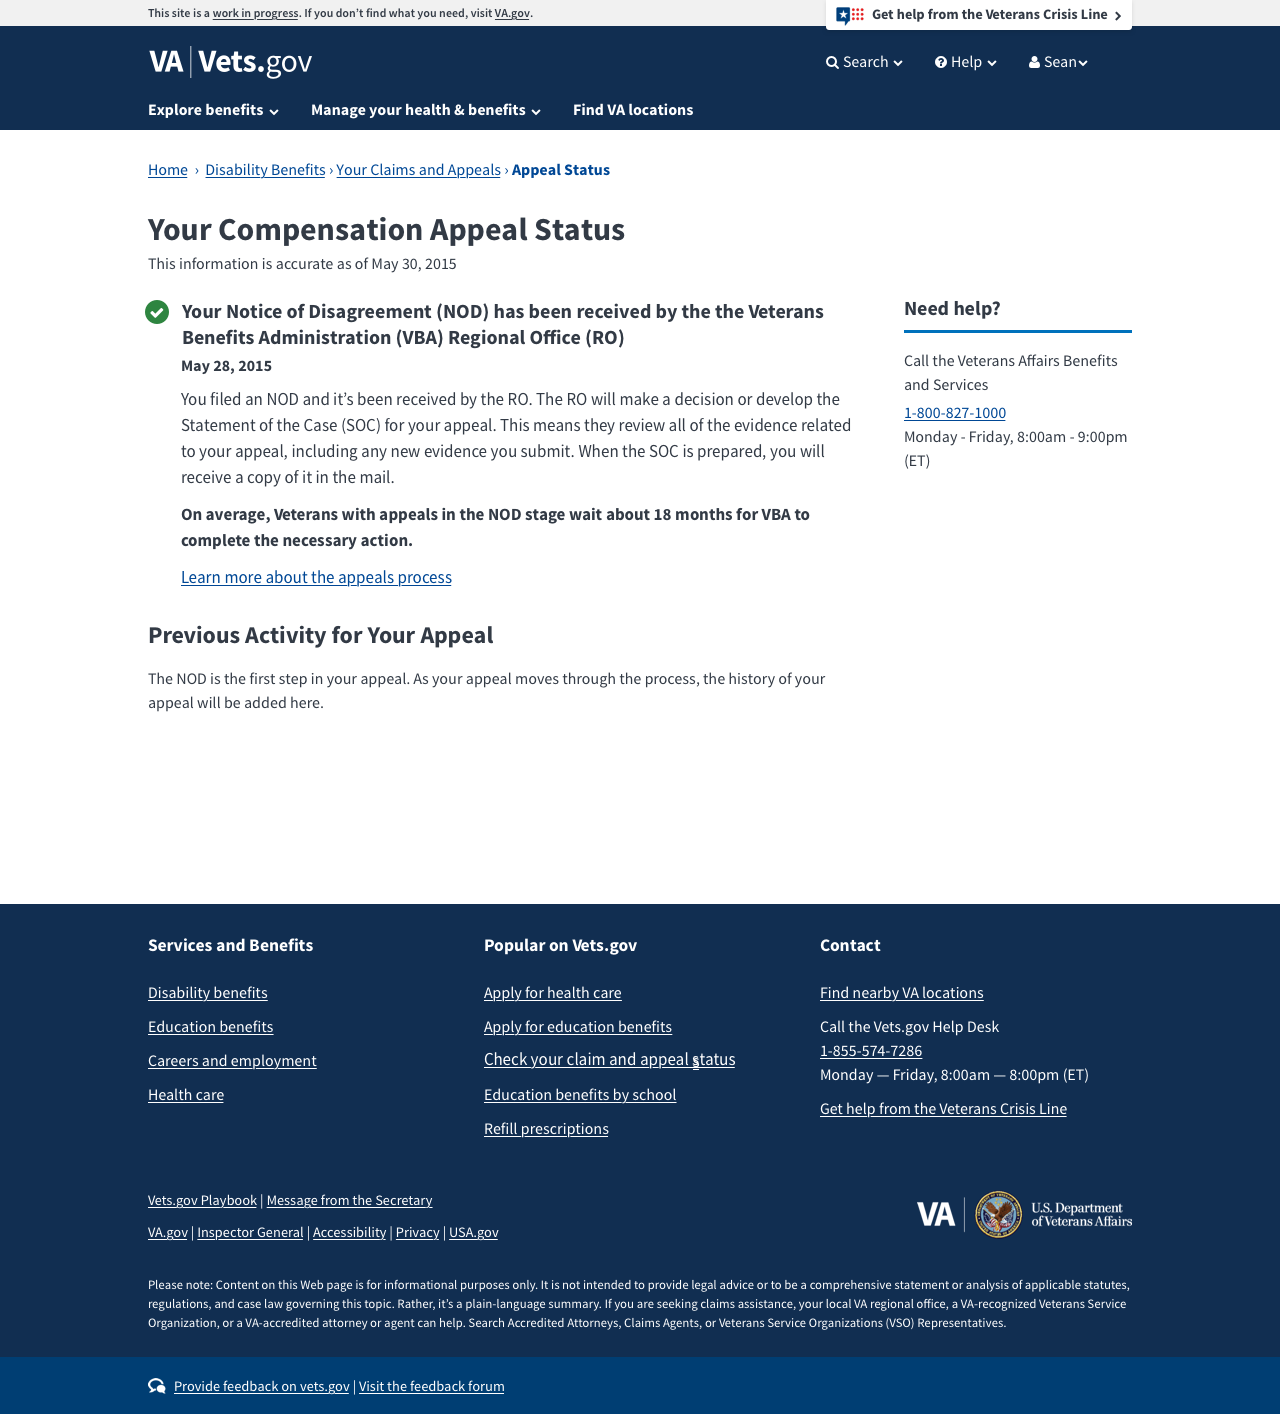 This site is a work in progress. If you don’t find what you need, visit VA.gov.
Get help from the Veterans Crisis Line
VA Vets.gov
Search
Help
Sean
Explore benefits
Manage your health & benefits
Find VA locations
Home › Disability Benefits › Your Claims and Appeals › Appeal Status
Your Compensation Appeal Status
This information is accurate as of May 30, 2015
Your Notice of Disagreement (NOD) has been received by the the Veterans
Benefits Administration (VBA) Regional Office (RO)
May 28, 2015
You filed an NOD and it’s been received by the RO. The RO will make a decision or develop the
Statement of the Case (SOC) for your appeal. This means they review all of the evidence related
to your appeal, including any new evidence you submit. When the SOC is prepared, you will
receive a copy of it in the mail.
On average, Veterans with appeals in the NOD stage wait about 18 months for VBA to
complete the necessary action.
Learn more about the appeals process
Need help?
Call the Veterans Affairs Benefits
and Services
1-800-827-1000
Monday - Friday, 8:00am - 9:00pm
(ET)
Previous Activity for Your Appeal
The NOD is the first step in your appeal. As your appeal moves through the process, the history of your
appeal will be added here.
Services and Benefits
Disability benefits
Education benefits
Careers and employment
Health care
Popular on Vets.gov
Apply for health care
Apply for education benefits
Check your claim and appeal status
Education benefits by school
Refill prescriptions
Contact
Find nearby VA locations
Call the Vets.gov Help Desk
1-855-574-7286
Monday — Friday, 8:00am — 8:00pm (ET)
Get help from the Veterans Crisis Line
Vets.gov Playbook | Message from the Secretary
VA.gov | Inspector General | Accessibility | Privacy | USA.gov
VA
U.S. Department
of Veterans Affairs
Please note: Content on this Web page is for informational purposes only. It is not intended to provide legal advice or to be a comprehensive statement or analysis of applicable statutes,
regulations, and case law governing this topic. Rather, it’s a plain-language summary. If you are seeking claims assistance, your local VA regional office, a VA-recognized Veterans Service
Organization, or a VA-accredited attorney or agent can help. Search Accredited Attorneys, Claims Agents, or Veterans Service Organizations (VSO) Representatives.
Provide feedback on vets.gov | Visit the feedback forum